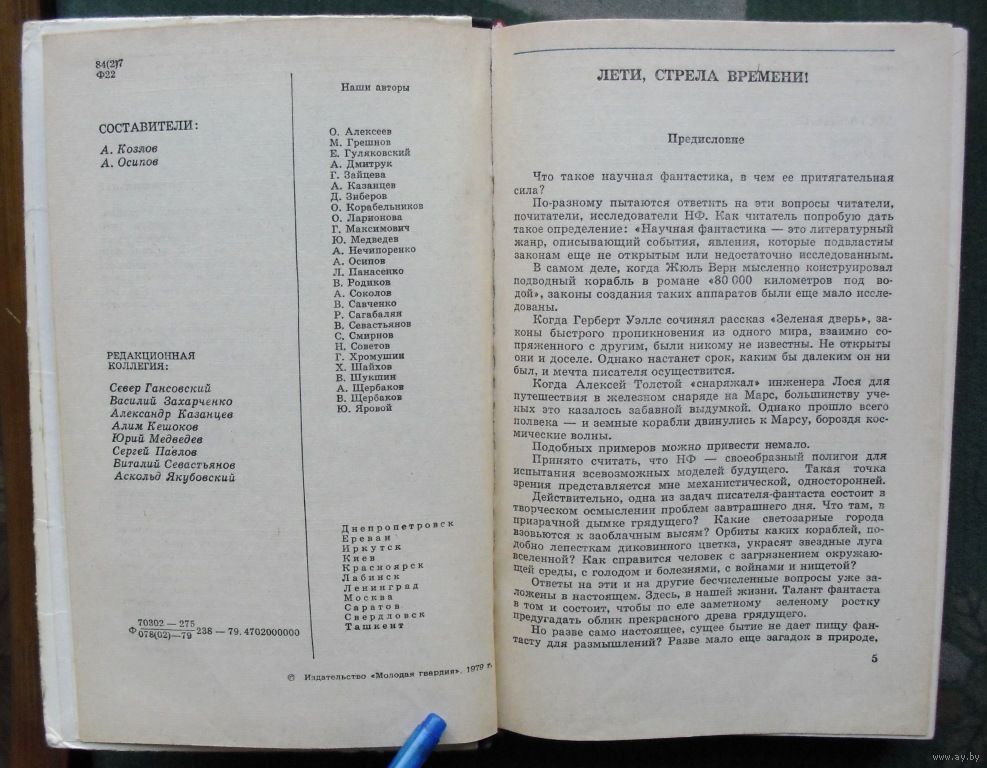 84(2)7
Ф22
СОСТАВИТЕЛИ:
А. Козлов
А. Осипов
РЕДАКЦИОННАЯ
КОЛЛЕГИЯ:
Север Гансовский
Василий Захарченко
Александр Казанцев
Алим Кешоков
Юрий Медведев
Сергей Павлов
Виталий Севастьянов
Аскольд Якубовский
Ф 70302 — 275
078(02)—79 238 — 79. 4702000000
Наши авторы
О. Алексеев
М. Грешнов
Е. Гуляковский
А. Дмитрук
Г. Зайцева
А. Казанцев
Д. Зиберов
О. Корабельников
О. Ларионова
Г. Максимович
Ю. Медведев
А. Нечипоренко
А. Осипов
Л. Панасенко
В. Родиков
А. Соколов
В. Савченко
Р. Сагабалян
В. Севастьянов
С. Смирнов
Н. Советов
Г. Хромушин
Х. Шайхов
В. Шукшин
А. Щербаков
В. Щербаков
Ю. Яровой
Днепропетровск
Ереван
Иркутск
Киев
Красноярск
Лабинск
Ленинград
Москва
Саратов
Свердловск
Ташкент
© Издательство «Молодая гвардия», 1979 г.
ЛЕТИ, СТРЕЛА ВРЕМЕНИ!
Предисловие
Что такое научная фантастика, в чем ее притягательная
сила?
По-разному пытаются ответить на эти вопросы читатели,
почитатели, исследователи НФ. Как читатель попробую дать
такое определение: «Научная фантастика — это литературный
жанр, описывающий события, явления, которые подвластны
законам еще не открытым или недостаточно исследованным.
В самом деле, когда Жюль Верн мысленно конструировал
подводный корабль в романе «80 000 километров под во-
дой», законы создания таких аппаратов были еще мало иссле-
дованы.
Когда Герберт Уэллс сочинял рассказ «Зеленая дверь», за-
коны быстрого проникновения из одного мира, взаимно со-
пряженного с другим, были никому не известны. Не открыты
они и доселе. Однако настанет срок, каким бы далеким он ни
был, и мечта писателя осуществится.
Когда Алексей Толстой «снаряжал» инженера Лося для
путешествия в железном снаряде на Марс, большинству уче-
ных это казалось забавной выдумкой. Однако прошло всего
полвека — и земные корабли двинулись к Марсу, бороздя кос-
мические волны.
Подобных примеров можно привести немало.
Принято считать, что НФ — своеобразный полигон для
испытания всевозможных моделей будущего. Такая точка
зрения представляется мне механистической, односторонней.
Действительно, одна из задач писателя-фантаста состоит в
творческом осмыслении проблем завтрашнего дня. Что там, в
призрачной дымке грядущего? Какие светозарные города
взовьются к заоблачным высям? Орбиты каких кораблей, по-
добно лепесткам диковинного цветка, украсят звездные луга
вселенной? Как справится человек с загрязнением окружаю-
щей среды, с голодом и болезнями, с войнами и нищетой?
Ответы на эти и на другие бесчисленные вопросы уже за-
ложены в настоящем. Здесь, в нашей жизни. Талант фантаста
в том и состоит, чтобы по еле заметному зеленому ростку
предугадать облик прекрасного древа грядущего.
Но разве само настоящее, сущее бытие не дает пищу фан-
тасту для размышлений? Разве мало еще загадок в природе,
5
www.ay.by